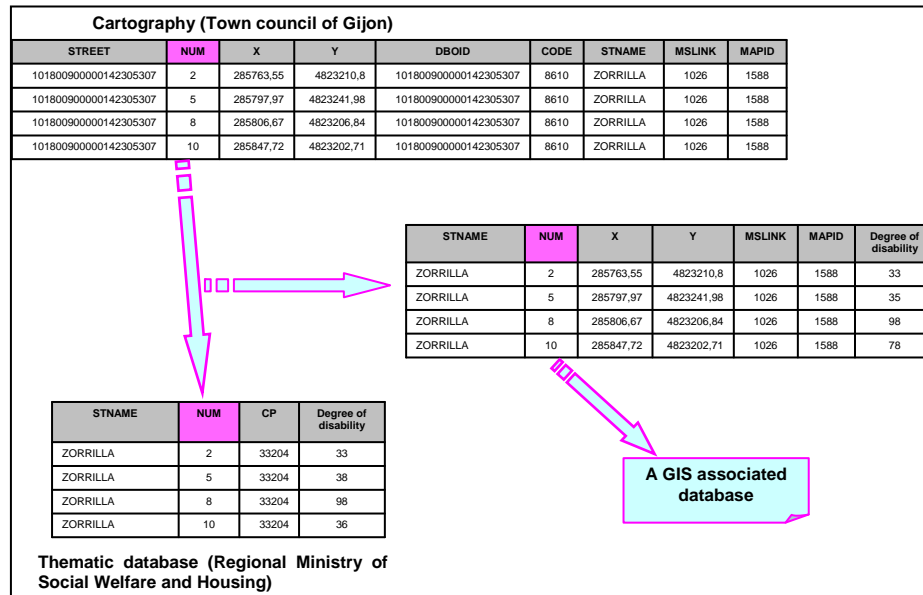 Cartography (Town council of Gijon)
STREET NUM X Y DBOID CODE STNAME MSLINK MAPID
101800900000142305307 2 285763,55 4823210,8 101800900000142305307 8610 ZORRILLA 1026 1588
101800900000142305307 5 285797,97 4823241,98 101800900000142305307 8610 ZORRILLA 1026 1588
101800900000142305307 8 285806,67 4823206,84 101800900000142305307 8610 ZORRILLA 1026 1588
101800900000142305307 10 285847,72 4823202,71 101800900000142305307 8610 ZORRILLA 1026 1588
STNAME NUM X Y MSLINK MAPID Degree of
disability
ZORRILLA 2 285763,55 4823210,8 1026 1588 33
ZORRILLA 5 285797,97 4823241,98 1026 1588 35
ZORRILLA 8 285806,67 4823206,84 1026 1588 98
ZORRILLA 10 285847,72 4823202,71 1026 1588 78
STNAME NUM CP Degree of
disability
ZORRILLA 2 33204 33
ZORRILLA 5 33204 38
ZORRILLA 8 33204 98
ZORRILLA 10 33204 36
A GIS associated
database
Thematic database (Regional Ministry of
Social Welfare and Housing)